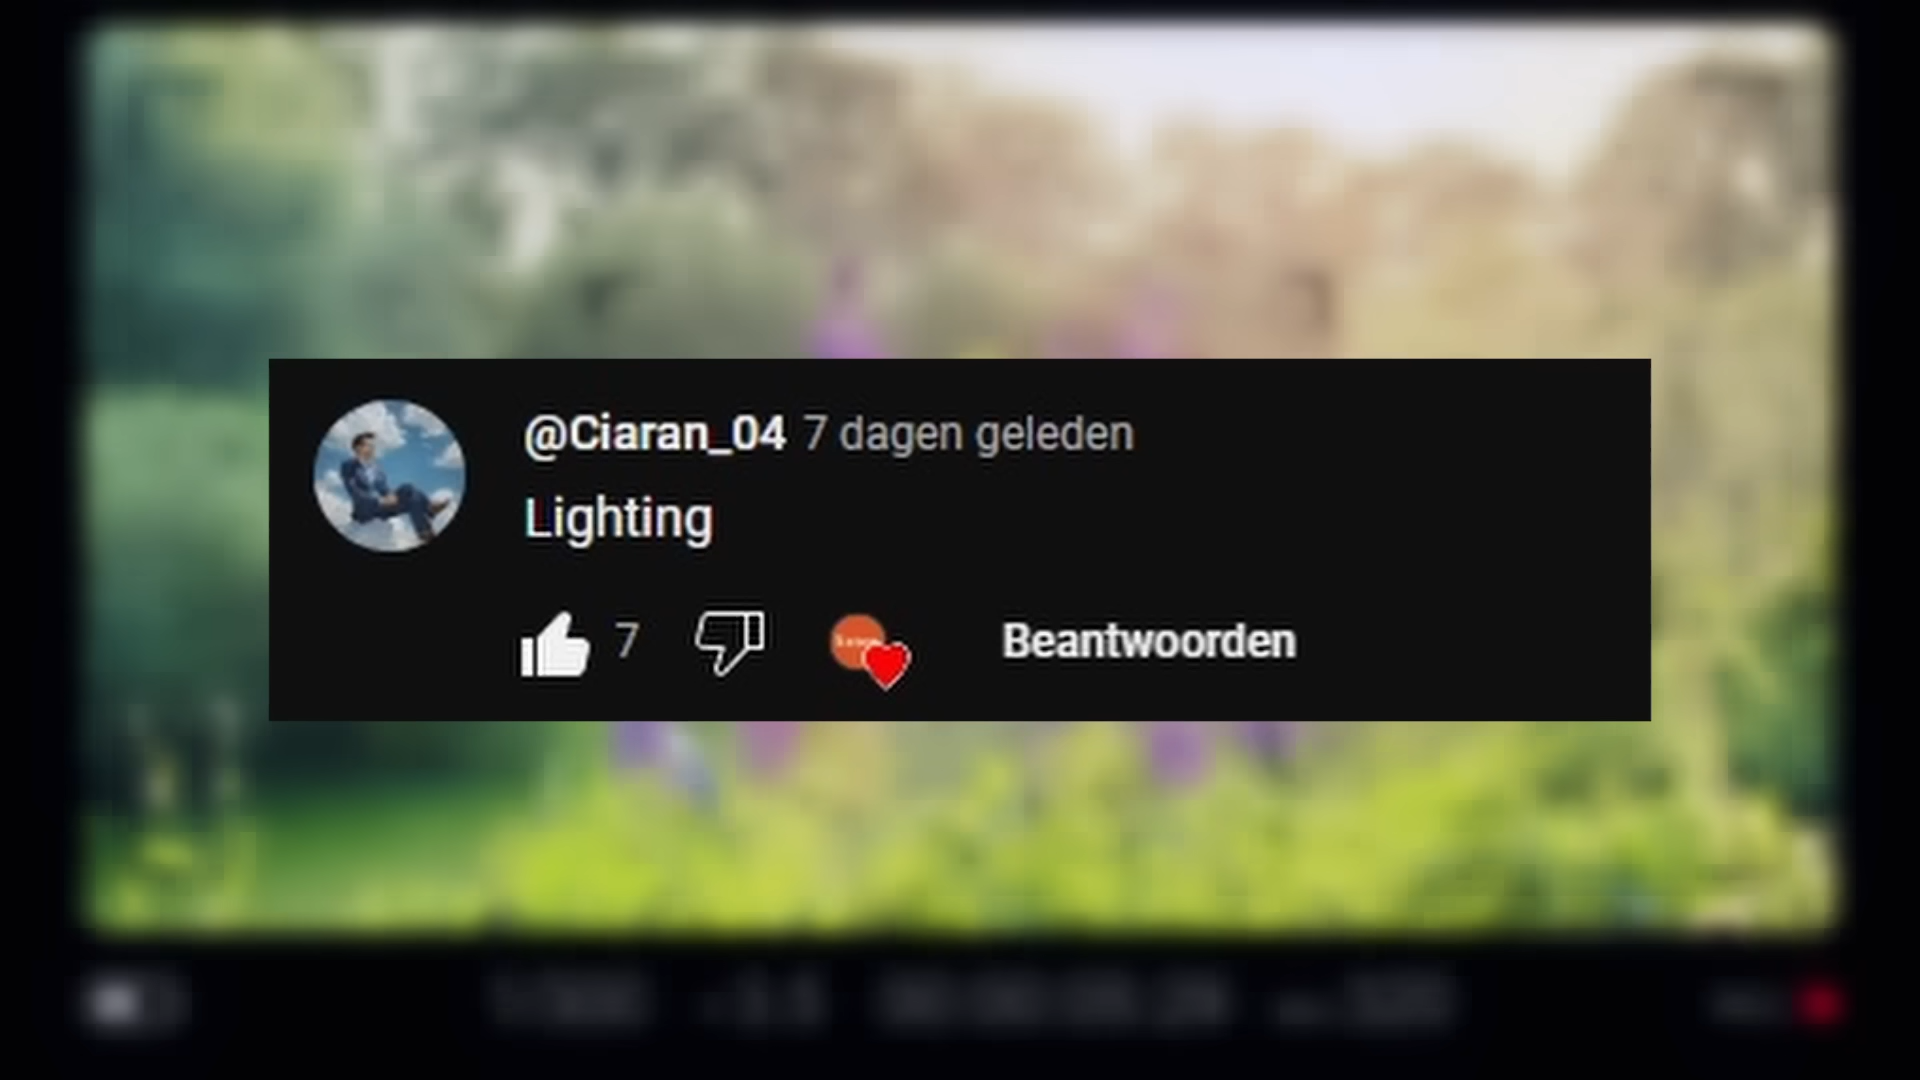 @Ciaran_04 7 dagen geleden
Lighting
7
Beantwoorden